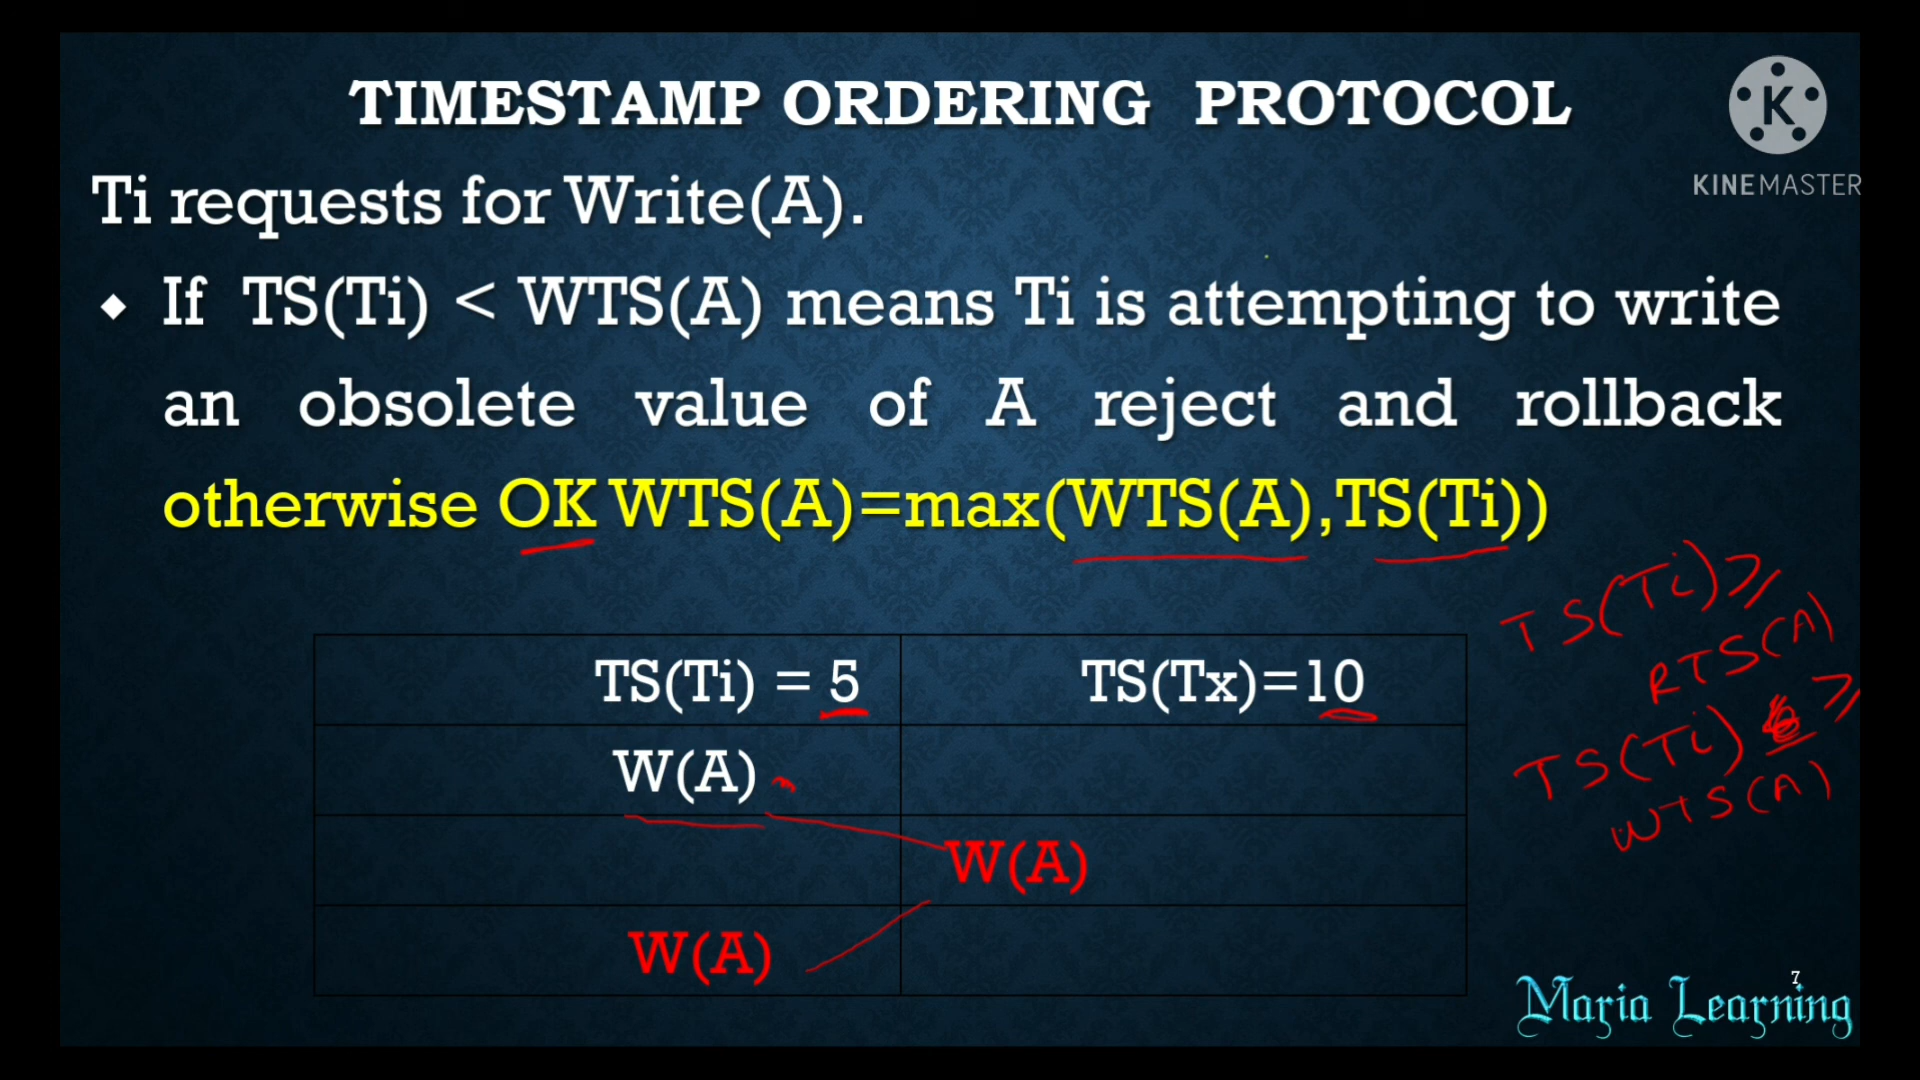 TIMESTAMP ORDERING PROTOCOL
K
KINEMASTER
Ti requests for Write(A).
◆ If TS(Ti) < WTS(A) means Ti is attempting to write
an obsolete value of A reject and rollback
otherwise OK WTS(A)=max(WTS(A),TS(Ti))
TS(Ti) ≥
RTS(A)
TS(Ti) ≥
WTS(A)
TS(Ti) = 5 TS(Tx)=10
W(A)
W(A)
W(A)
7
Maria Learning